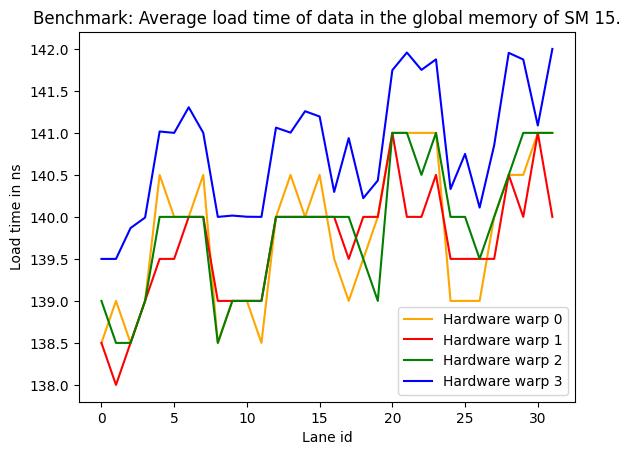 Benchmark: Average load time of data in the global memory of SM 15.
142.0
141.5
141.0
140.5
140.0
139.5
139.0
138.5
138.0
Load time in ns
0 5 10 15 20 25 30
Lane id
Hardware warp 0
Hardware warp 1
Hardware warp 2
Hardware warp 3